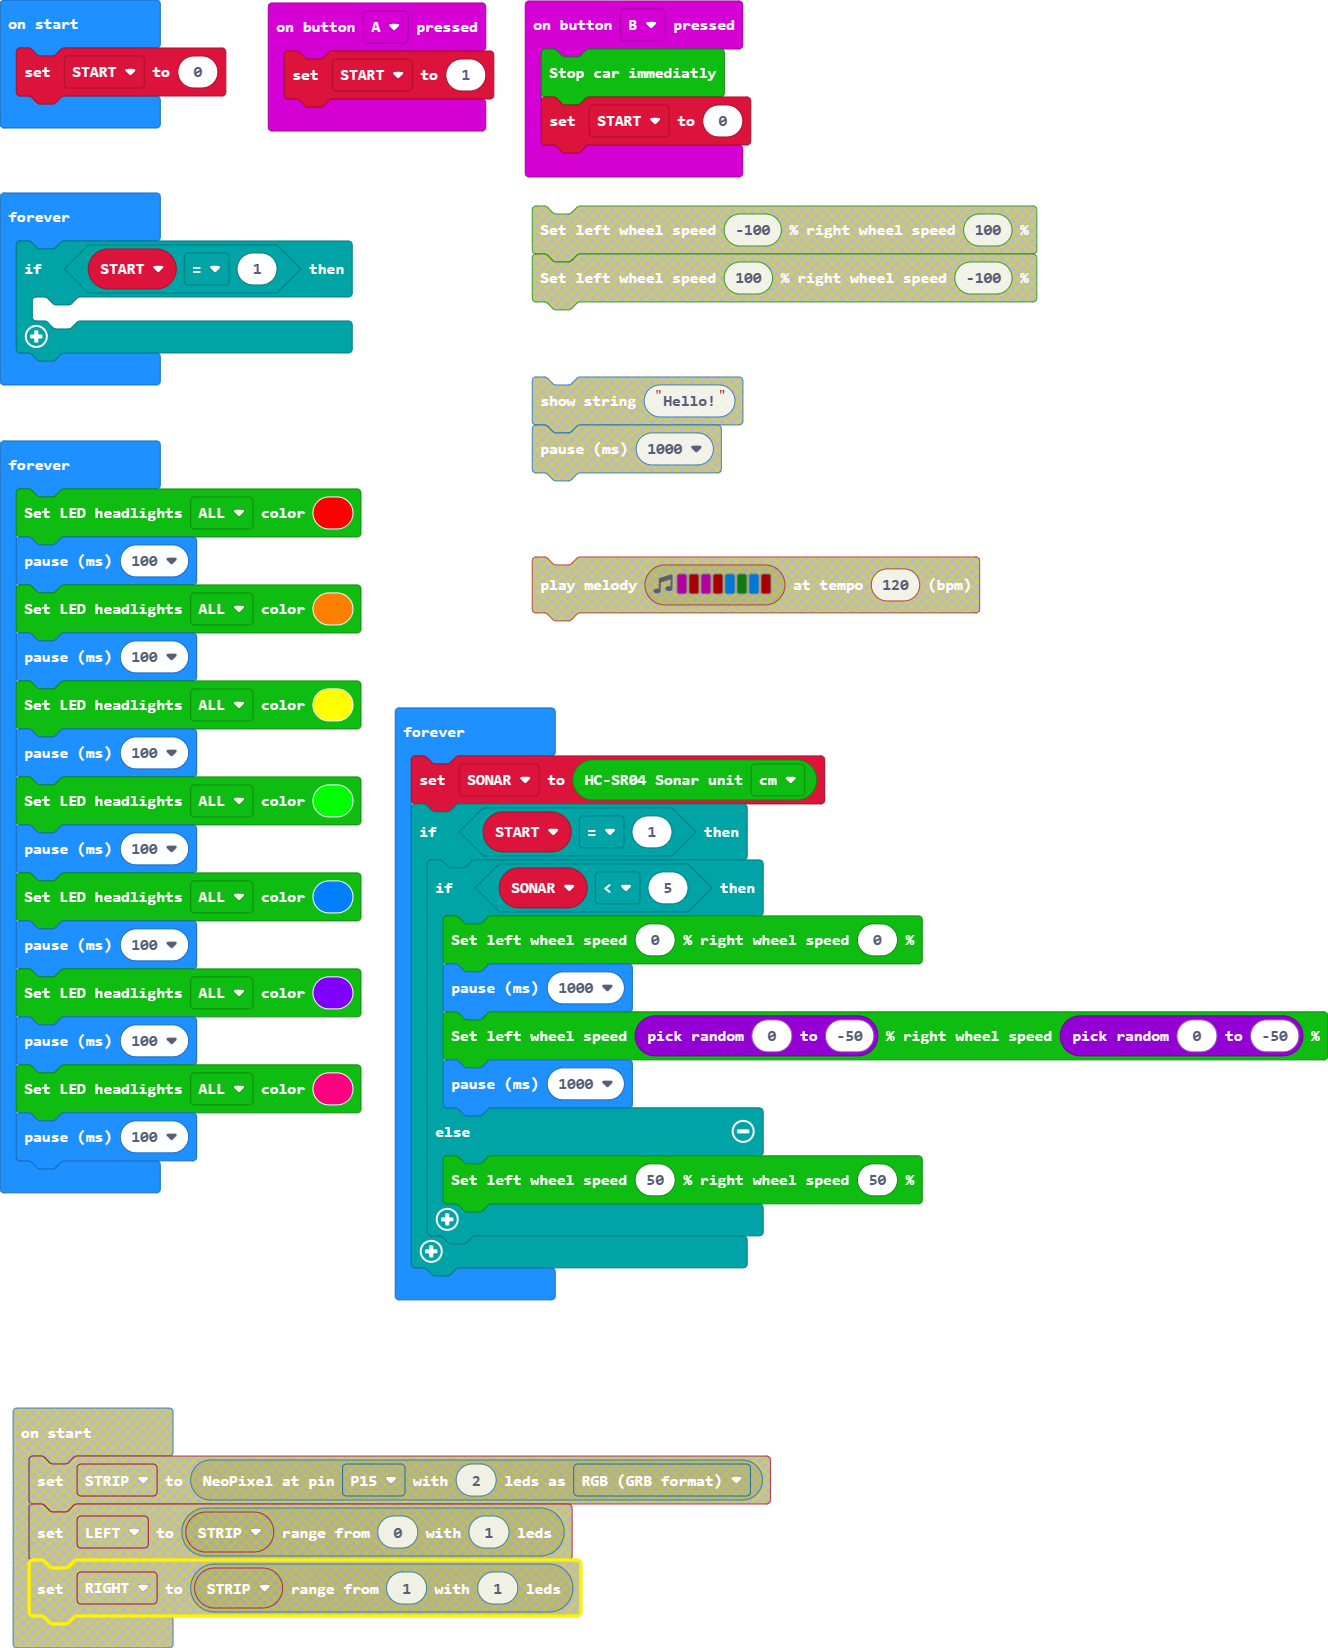 on start
set START to 0
on button A pressed
set START to 1
on button B pressed
Stop car immediatly
set START to 0
forever
if START = 1 then
Set left wheel speed -100 % right wheel speed 100 %
Set left wheel speed 100 % right wheel speed -100 %
show string "Hello!"
pause (ms) 1000
play melody at tempo 120 (bpm)
forever
Set LED headlights ALL color
pause (ms) 100
Set LED headlights ALL color
pause (ms) 100
Set LED headlights ALL color
pause (ms) 100
Set LED headlights ALL color
pause (ms) 100
Set LED headlights ALL color
pause (ms) 100
Set LED headlights ALL color
pause (ms) 100
Set LED headlights ALL color
pause (ms) 100
forever
set SONAR to HC-SR04 Sonar unit cm
if START = 1 then
if SONAR < 5 then
Set left wheel speed 0 % right wheel speed 0 %
pause (ms) 1000
Set left wheel speed pick random 0 to -50 % right wheel speed pick random 0 to -50 %
pause (ms) 1000
else
Set left wheel speed 50 % right wheel speed 50 %
on start
set STRIP to NeoPixel at pin P15 with 2 leds as RGB (GRB format)
set LEFT to STRIP range from 0 with 1 leds
set RIGHT to STRIP range from 1 with 1 leds